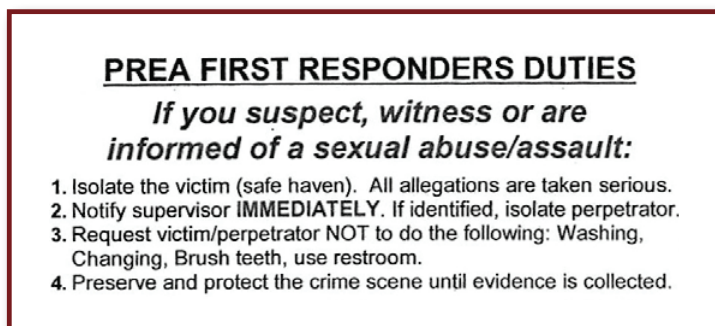 PREA FIRST RESPONDERS DUTIES
If you suspect, witness or are
informed of a sexual abuse/assault:
1. Isolate the victim (safe haven). All allegations are taken serious.
2. Notify supervisor IMMEDIATELY. If identified, isolate perpetrator.
3. Request victim/perpetrator NOT to do the following: Washing,
Changing, Brush teeth, use restroom.
4. Preserve and protect the crime scene until evidence is collected.